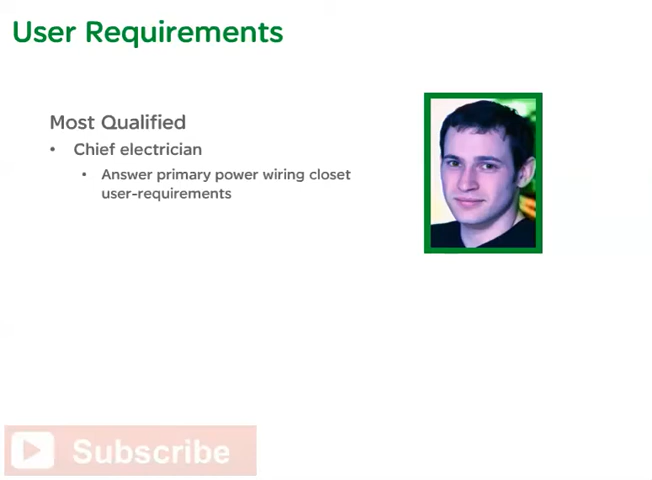 User Requirements
Most Qualified
• Chief electrician
• Answer primary power wiring closet
user-requirements
Subscribe